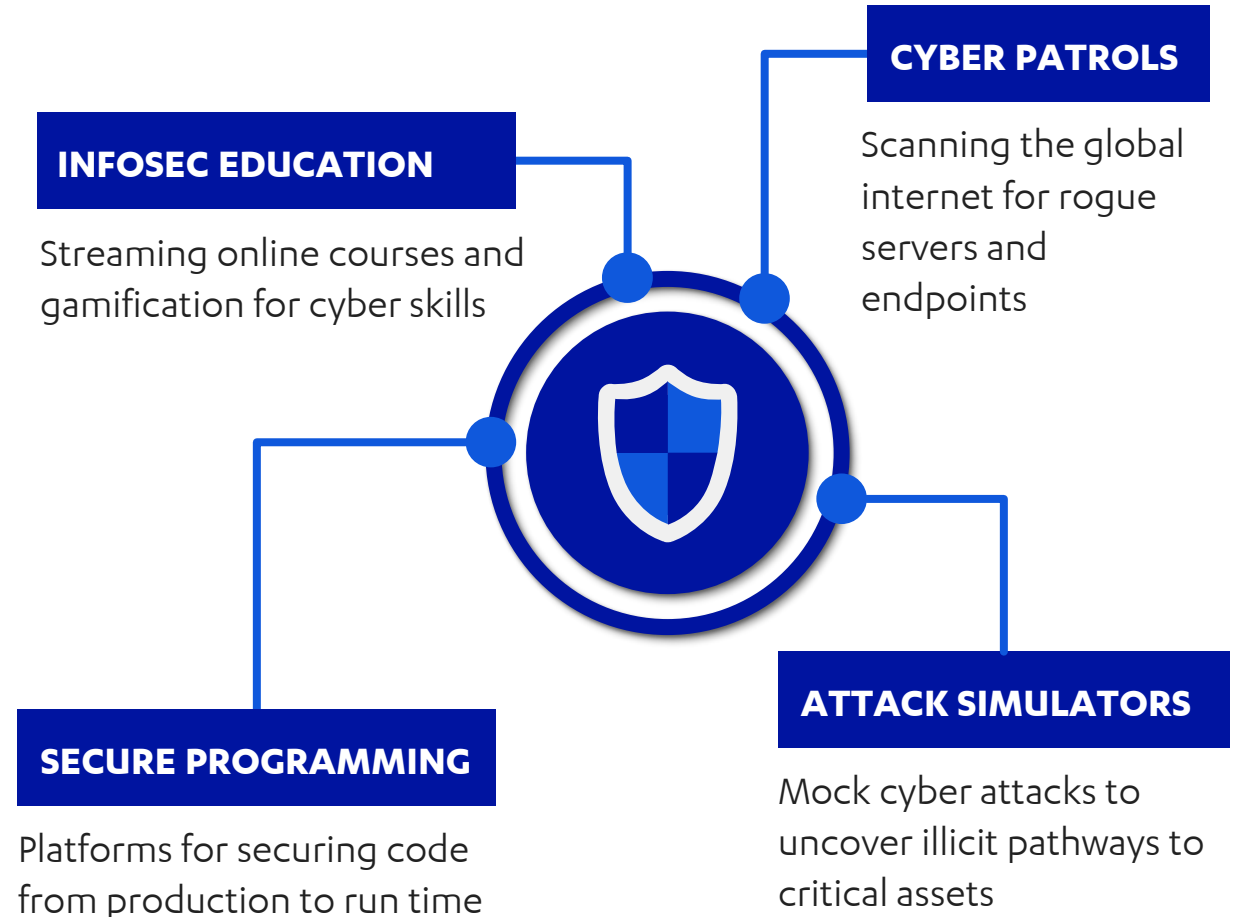 CYBER PATROLS
Scanning the global
internet for rogue
servers and
endpoints
INFOSEC EDUCATION
Streaming online courses and
gamification for cyber skills
SECURE PROGRAMMING
Platforms for securing code
from production to run time
ATTACK SIMULATORS
Mock cyber attacks to
uncover illicit pathways to
critical assets